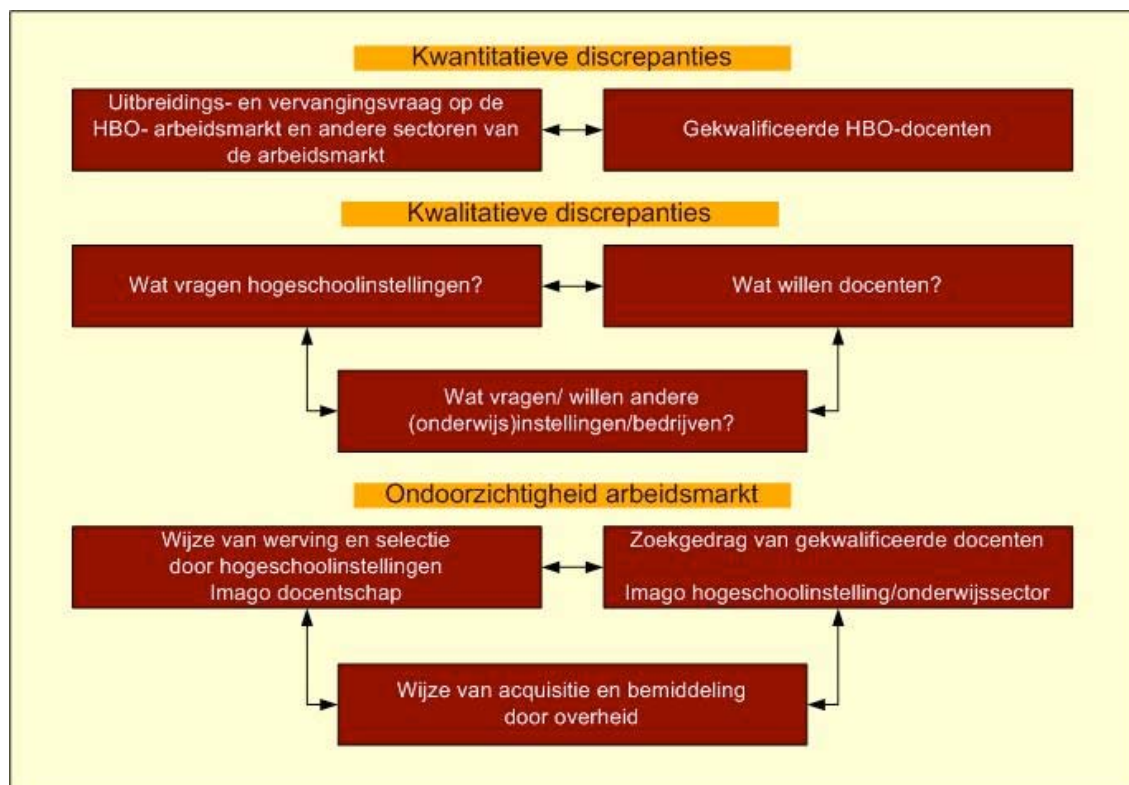 Kwantitatieve discrepanties
Uitbreidings- en vervangingsvraag op de
HBO- arbeidsmarkt en andere sectoren van
de arbeidsmarkt
Gekwalificeerde HBO-docenten
Kwalitatieve discrepanties
Wat vragen hogeschoolinstellingen?
Wat willen docenten?
Wat vragen/ willen andere
(onderwijs)instellingen/bedrijven?
Ondoorzichtigheid arbeidsmarkt
Wijze van werving en selectie
door hogeschoolinstellingen
Imago docentschap
Zoekgedrag van gekwalificeerde docenten
Imago hogeschoolinstelling/onderwijssector
Wijze van acquisitie en bemiddeling
door overheid